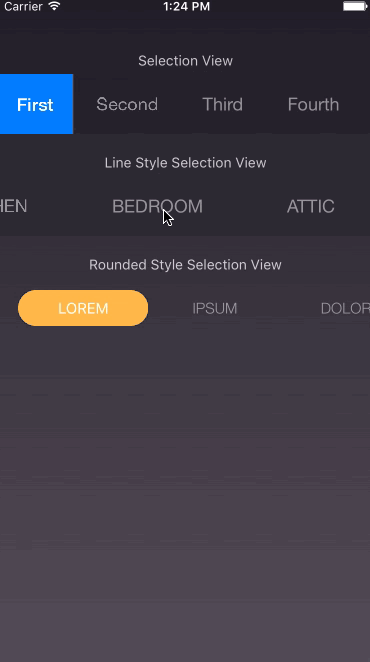 Carrier 1:24 PM
Selection View
First Second Third Fourth
Line Style Selection View
HEN BEDROOM ATTIC
Rounded Style Selection View
LOREM IPSUM DOLOR